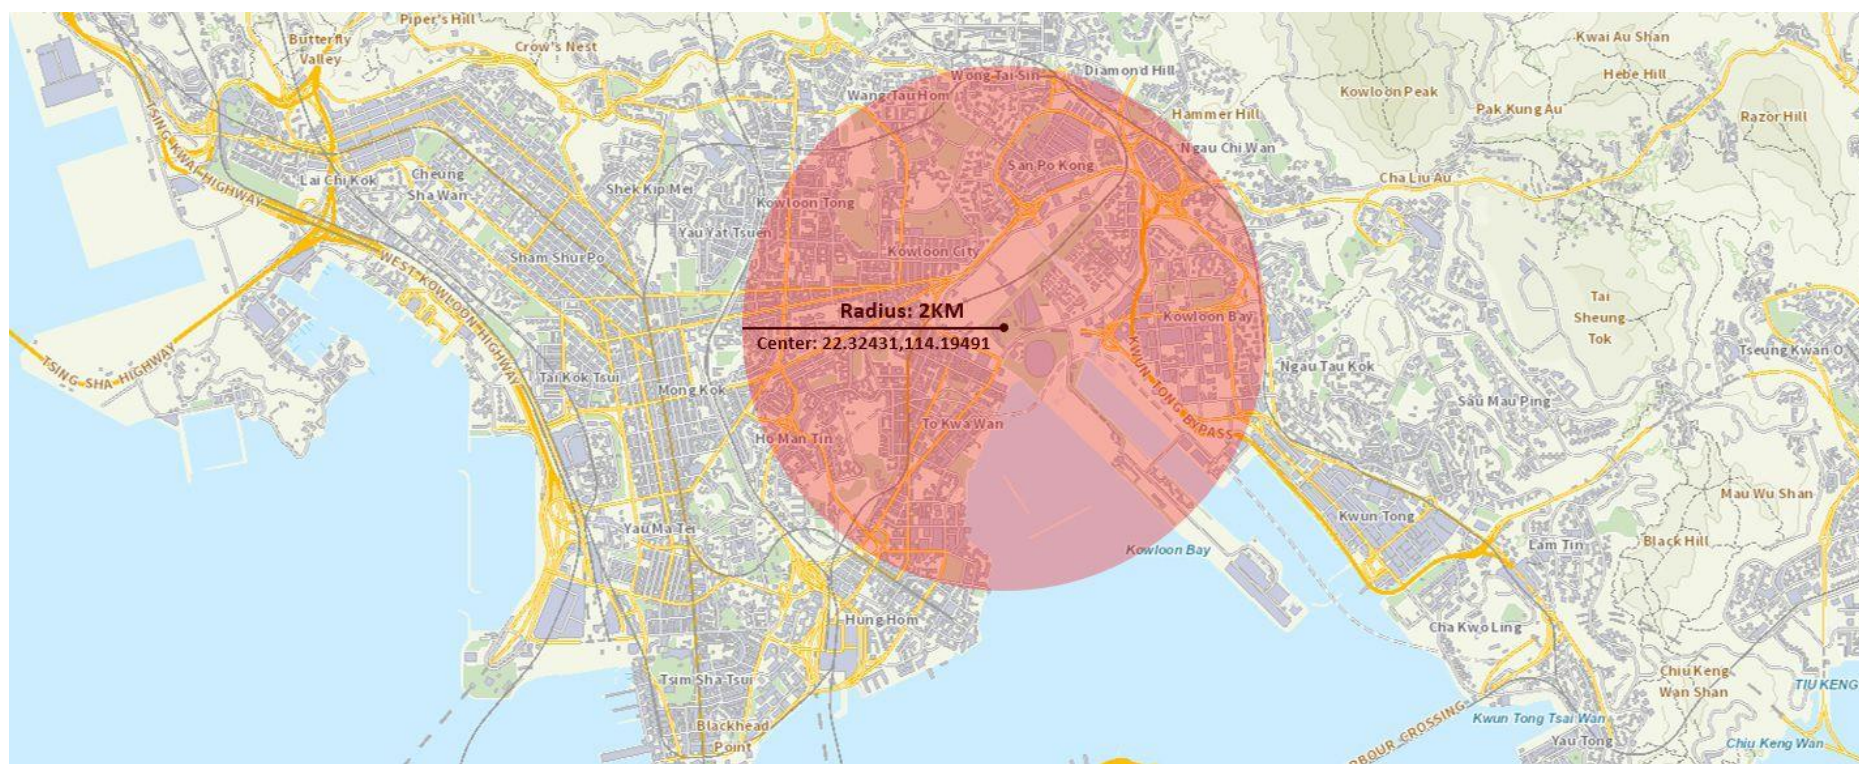 Piper's Hill
Butterfly
Valley
Crow's Nest
Wong Tai Sin
Diamond Hill
Kwai Au Shan
Hebe Hill
Kowloon Peak
Pak Kung Au
Razor Hill
Wang Tau Hom
Hammer Hill
TSING KWAI HIGHWAY
San Po Kong
Ngau Chi Wan
Lai Chi Kok
Cheung
Sha Wan
Shek Kip Mei
Cha Liu Au
Kowloon Tong
Yau Yat Tsuen
Sham Shui Po
WEST KOWLOON HIGHWAY
Kowloon City
Tai
Sheung
Tok
Radius: 2KM
Center: 22.32431,114.19491
Kowloon Bay
TSING SHA HIGHWAY
KWUN TONG BYPASS
Tseung Kwan O
Ngau Tau Kok
Tai Kok Tsui
Mong Kok
Sau Mau Ping
Ho Man Tin
To Kwa Wan
Mau Wu Shan
Yau Ma Tei
Kwun Tong
Kowloon Bay
Lam Tin
Black Hill
Hung Hom
Cha Kwo Ling
Tsim Sha Tsui
Chiu Keng
Wan Shan
TIU KENG
Blackhead
Point
RBOUR CROSSING
Kwun Tong Tsai Wan
Yau Tong
Chiu Keng Wan